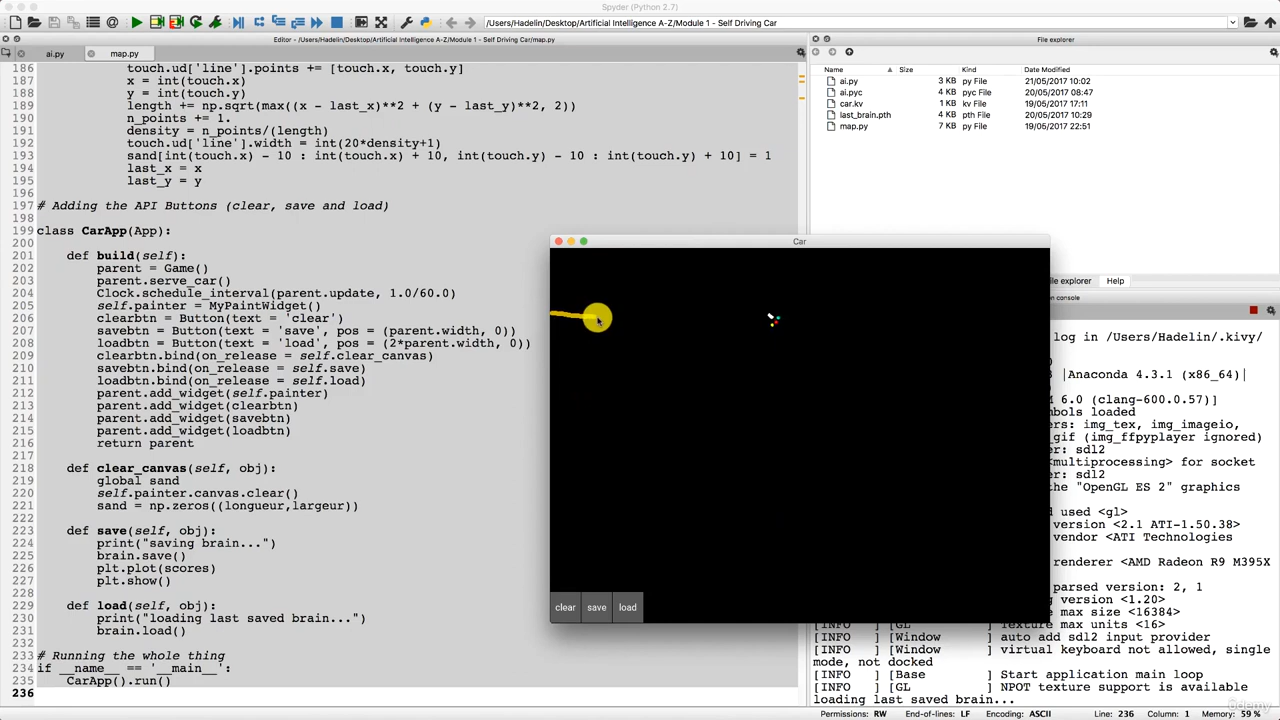 Spyder (Python 2.7)
/Users/Hadelin/Desktop/Artificial Intelligence A-Z/Module 1 - Self Driving Car
Editor - /Users/Hadelin/Desktop/Artificial Intelligence A-Z/Module 1 - Self Driving Car/map.py
ai.py
map.py
186 touch.ud['line'].points += [touch.x, touch.y]
187 x = int(touch.x)
188 y = int(touch.y)
189 length += np.sqrt(max((x - last_x)**2 + (y - last_y)**2, 2))
190 n_points += 1.
191 density = n_points/(length)
192 touch.ud['line'].width = int(20*density+1)
193 sand[int(touch.x) - 10 : int(touch.x) + 10, int(touch.y) - 10 : int(touch.y) + 10] = 1
194 last_x = x
195 last_y = y
196
197 # Adding the API Buttons (clear, save and load)
198
199 class CarApp(App):
200
201 def build(self):
202 parent = Game()
203 parent.serve_car()
204 Clock.schedule_interval(parent.update, 1.0/60.0)
205 self.painter = MyPaintWidget()
206 clearbtn = Button(text = 'clear')
207 savebtn = Button(text = 'save', pos = (parent.width, 0))
208 loadbtn = Button(text = 'load', pos = (2*parent.width, 0))
209 clearbtn.bind(on_release = self.clear_canvas)
210 savebtn.bind(on_release = self.save)
211 loadbtn.bind(on_release = self.load)
212 parent.add_widget(self.painter)
213 parent.add_widget(clearbtn)
214 parent.add_widget(savebtn)
215 parent.add_widget(loadbtn)
216 return parent
217
218 def clear_canvas(self, obj):
219 global sand
220 self.painter.canvas.clear()
221 sand = np.zeros((longueur,largeur))
222
223 def save(self, obj):
224 print("saving brain...")
225 brain.save()
226 plt.plot(scores)
227 plt.show()
228
229 def load(self, obj):
230 print("loading last saved brain...")
231 brain.load()
232
233 # Running the whole thing
234 if __name__ == '__main__':
235 CarApp().run()
236
File explorer
Name Size Kind Date Modified
ai.py 3 KB py File 21/05/2017 10:02
ai.pyc 4 KB pyc File 20/05/2017 08:47
car.kv 1 KB kv File 19/05/2017 17:11
last_brain.pth 4 KB pth File 20/05/2017 10:29
map.py 7 KB py File 19/05/2017 22:51
Car
clear save load
Help
console
log in /Users/Hadelin/.kivy/
|Anaconda 4.3.1 (x86_64)|
6.0 (clang-600.0.57)]
loaded
img_tex, img_imageio,
_gif (img_ffpyplayer ignored)
sdl2
<multiprocessing> for socket
sdl2
the "OpenGL ES 2" graphics
used <gl>
version <2.1 ATI-1.50.38>
vendor <ATI Technologies
renderer <AMD Radeon R9 M395X
parsed version: 2, 1
version <1.20>
max size <16384>
[INFO ] [GL ] Texture max units <16>
[INFO ] [Window ] auto add sdl2 input provider
[INFO ] [Window ] virtual keyboard not allowed, single
mode, not docked
[INFO ] [Base ] Start application main loop
[INFO ] [GL ] NPOT texture support is available
loading last saved brain...
Permissions: RW End-of-lines: LF Encoding: ASCII Line: 236 Column: 1 Memory: 59 %
udemy